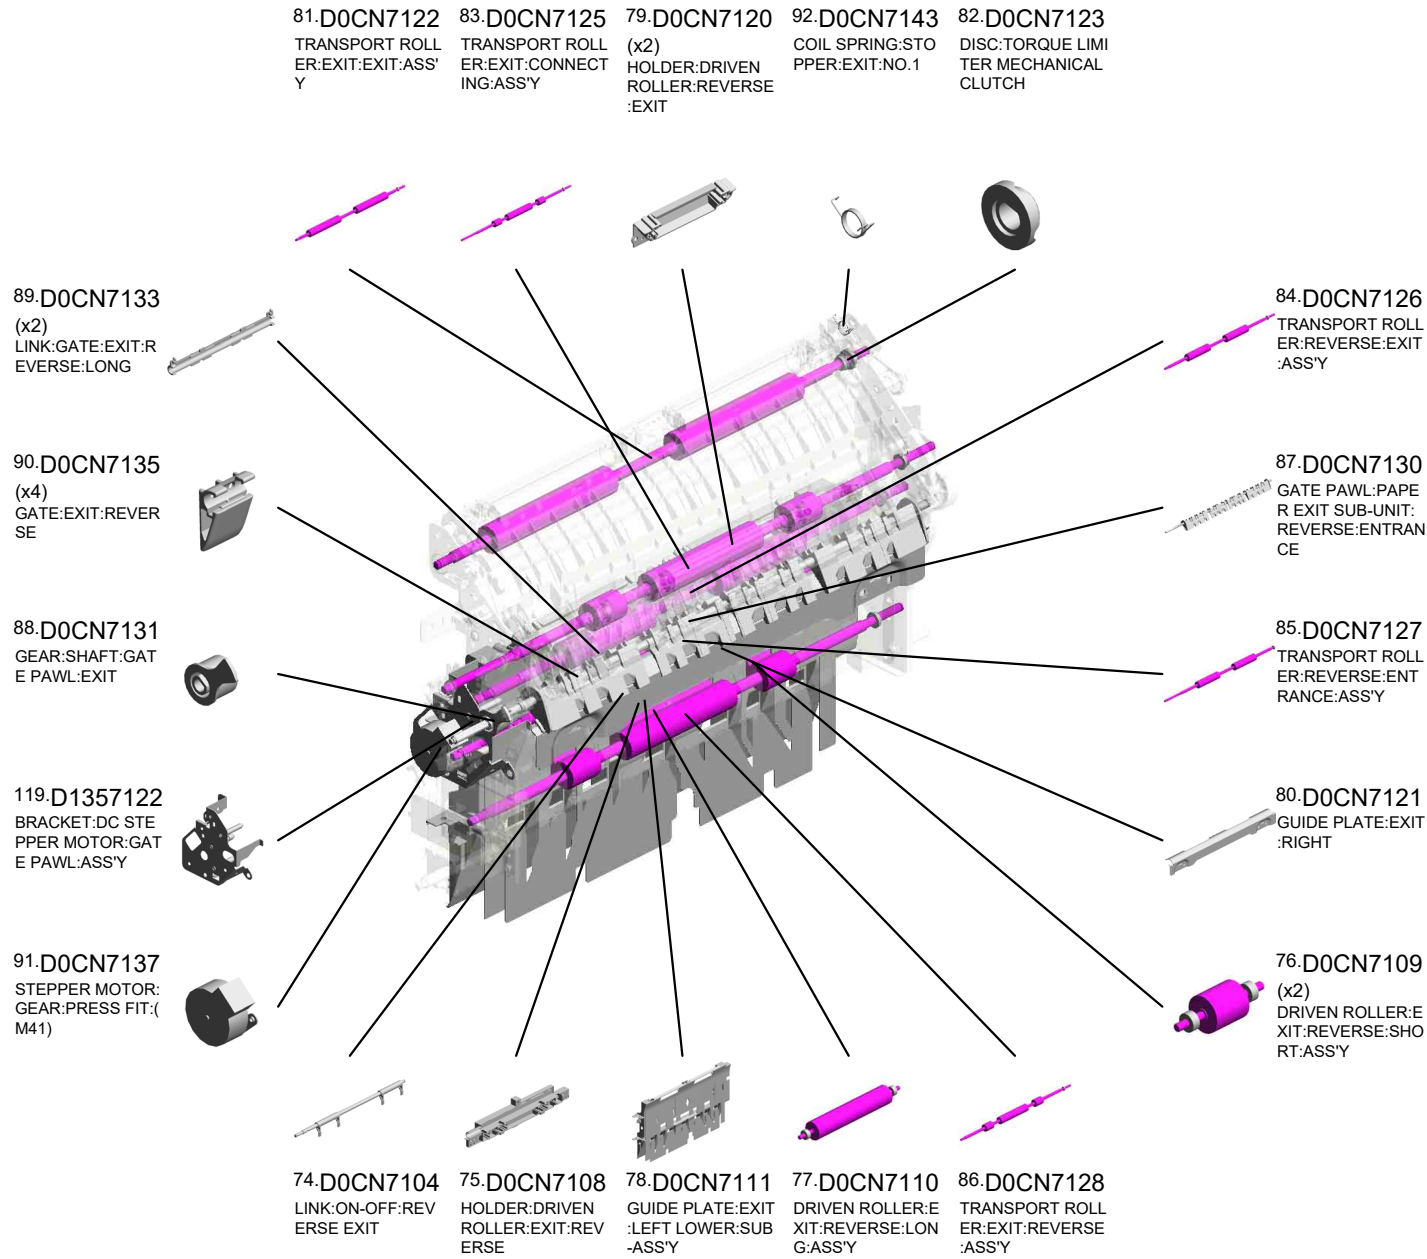 81.D0CN7122
TRANSPORT ROLL
ER:EXIT:EXIT:ASS'
Y
83.D0CN7125
TRANSPORT ROLL
ER:EXIT:CONNECT
ING:ASS'Y
79.D0CN7120
(x2)
HOLDER:DRIVEN
ROLLER:REVERSE
:EXIT
92.D0CN7143
COIL SPRING:STO
PPER:EXIT:NO.1
82.D0CN7123
DISC:TORQUE LIMI
TER MECHANICAL
CLUTCH
89.D0CN7133
(x2)
LINK:GATE:EXIT:R
EVERSE:LONG
84.D0CN7126
TRANSPORT ROLL
ER:REVERSE:EXIT
:ASS'Y
90.D0CN7135
(x4)
GATE:EXIT:REVER
SE
87.D0CN7130
GATE PAWL:PAPE
R EXIT SUB-UNIT:
REVERSE:ENTRAN
CE
88.D0CN7131
GEAR:SHAFT:GAT
E PAWL:EXIT
85.D0CN7127
TRANSPORT ROLL
ER:REVERSE:ENT
RANCE:ASS'Y
119.D1357122
BRACKET:DC STE
PPER MOTOR:GAT
E PAWL:ASS'Y
80.D0CN7121
GUIDE PLATE:EXIT
:RIGHT
91.D0CN7137
STEPPER MOTOR:
GEAR:PRESS FIT:(
M41)
76.D0CN7109
(x2)
DRIVEN ROLLER:E
XIT:REVERSE:SHO
RT:ASS'Y
74.D0CN7104
LINK:ON-OFF:REV
ERSE EXIT
75.D0CN7108
HOLDER:DRIVEN
ROLLER:EXIT:REV
ERSE
78.D0CN7111
GUIDE PLATE:EXIT
:LEFT LOWER:SUB
-ASS'Y
77.D0CN7110
DRIVEN ROLLER:E
XIT:REVERSE:LON
G:ASS'Y
86.D0CN7128
TRANSPORT ROLL
ER:EXIT:REVERSE
:ASS'Y